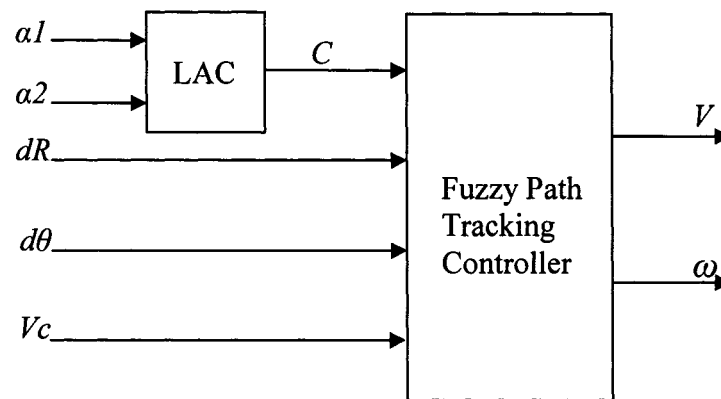 α1
α2
LAC
C
dR
dθ
Vc
Fuzzy Path
Tracking
Controller
V
ω